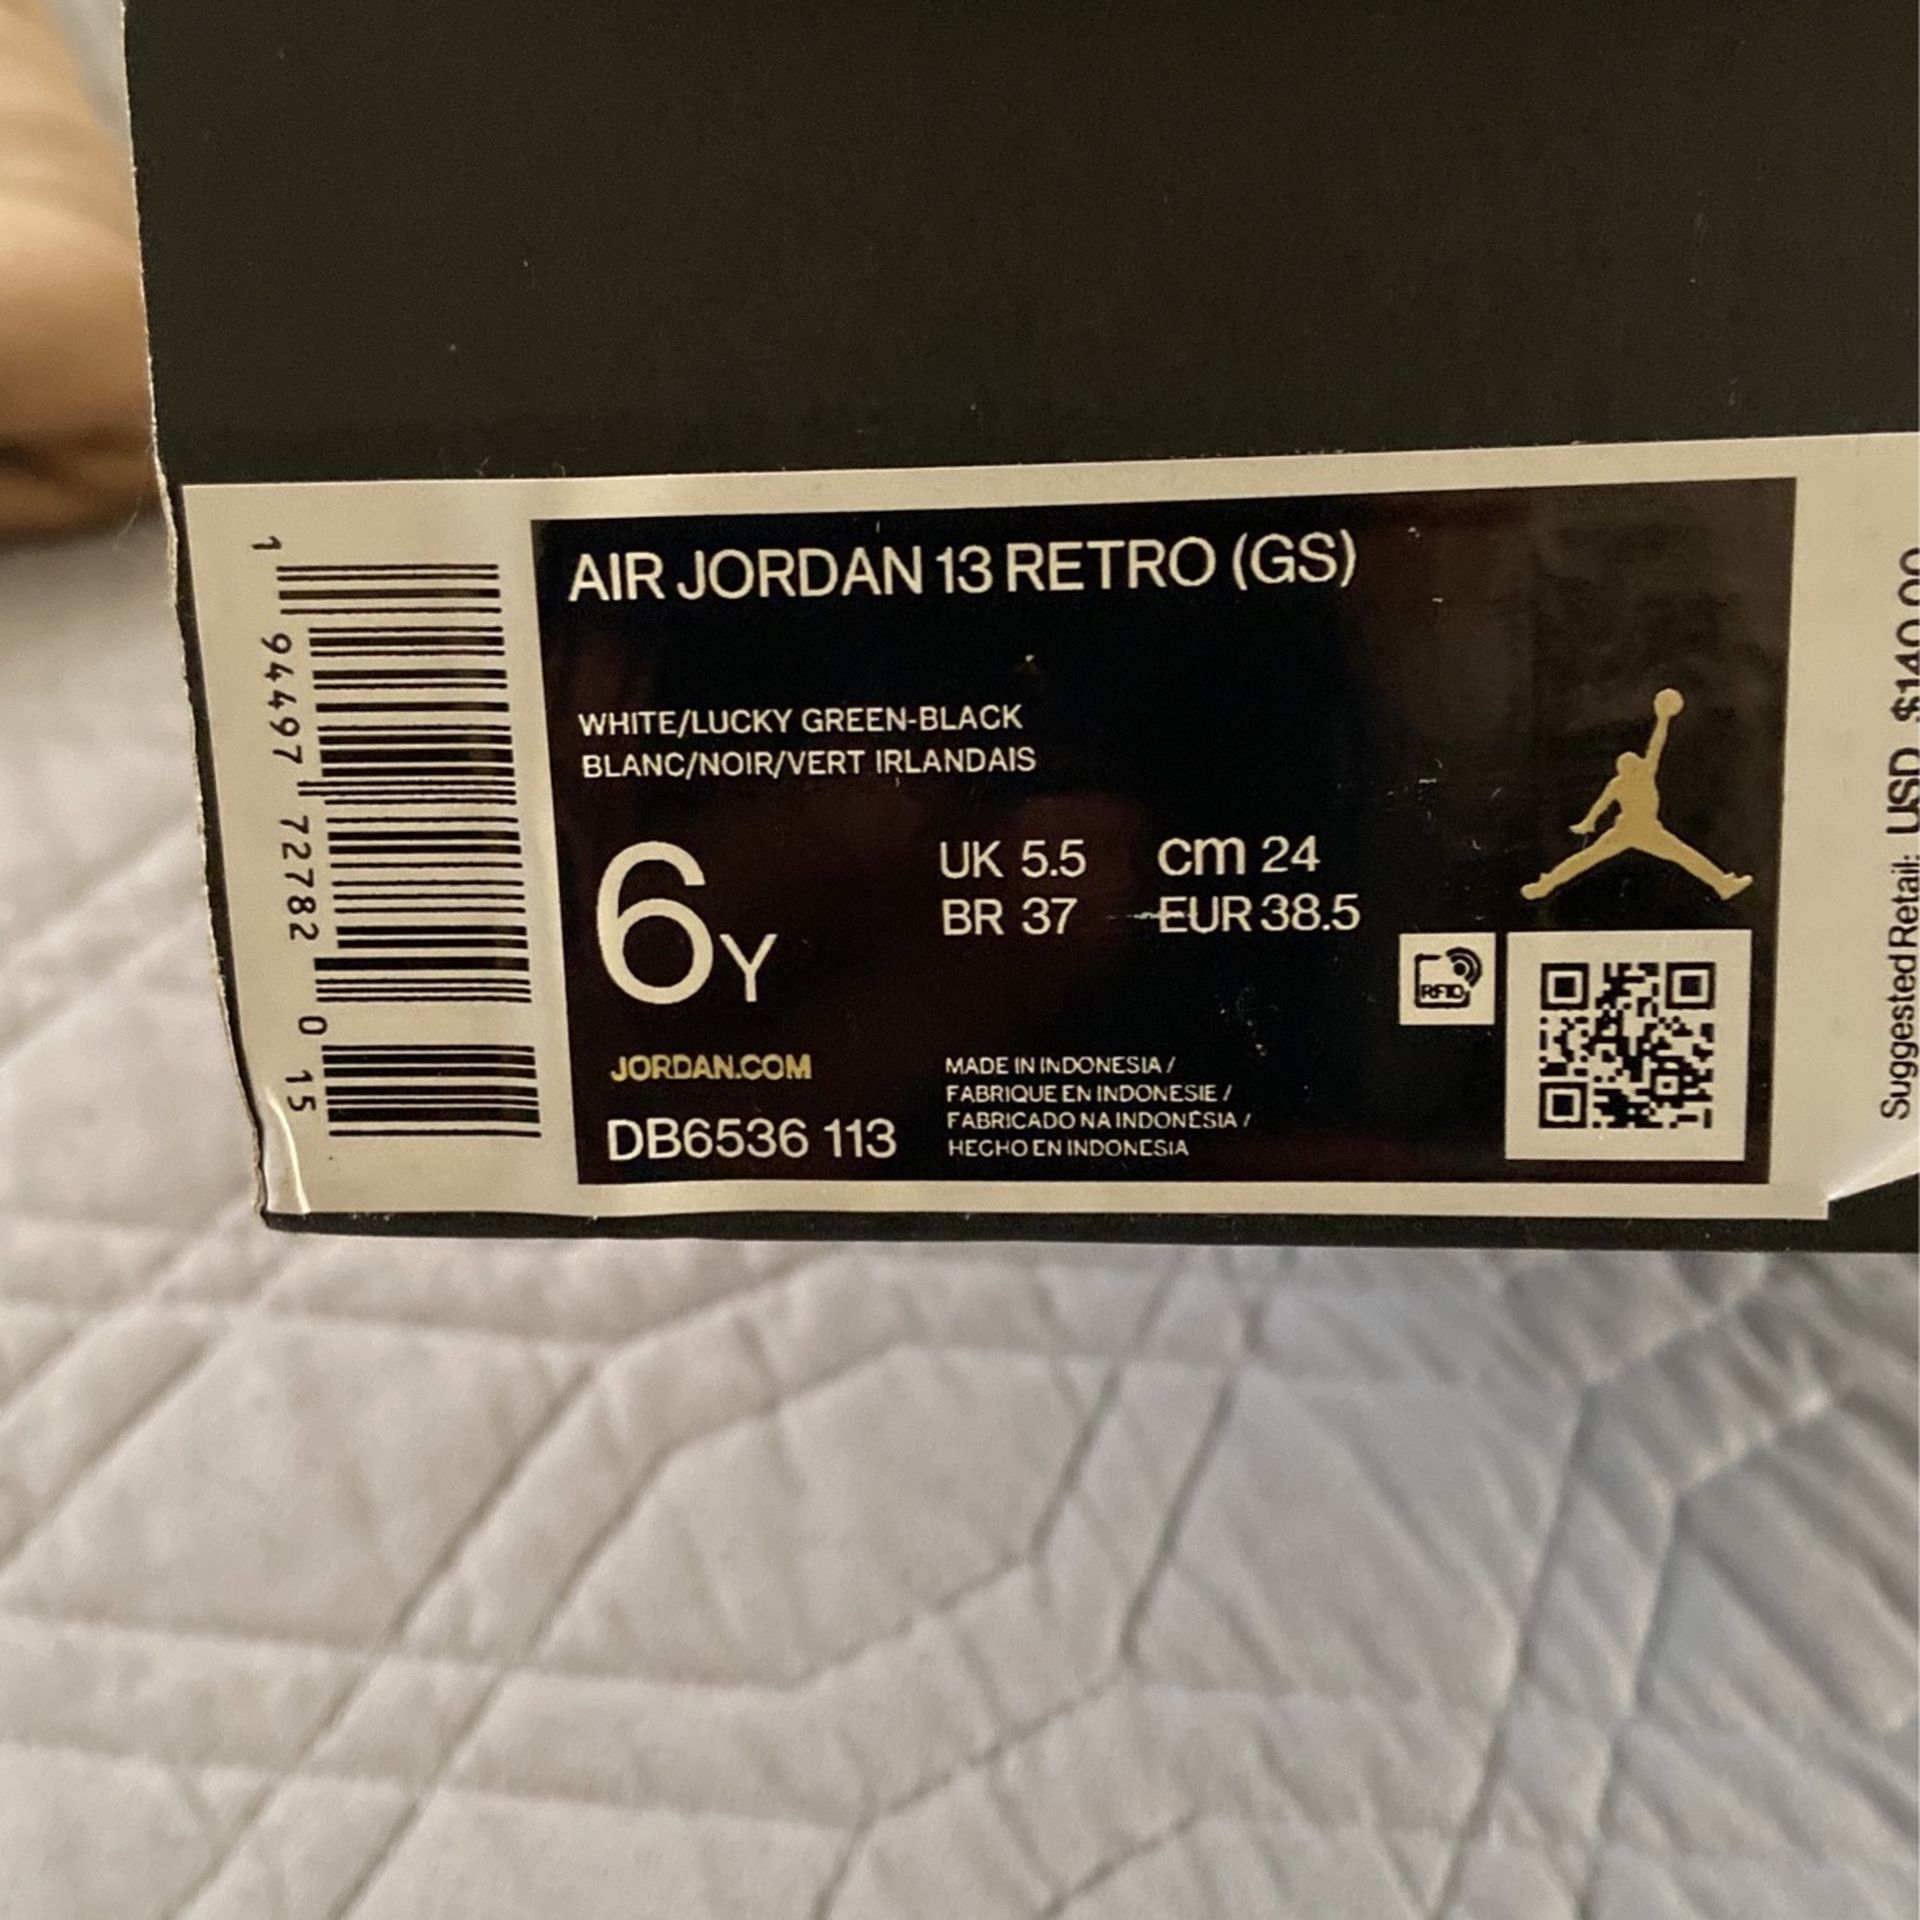 AIR JORDAN 13 RETRO (GS)
WHITE/LUCKY GREEN-BLACK
BLANC/NOIR/VERT IRLANDAIS
6Y
UK 5.5 cm 24
BR 37 EUR 38.5
RFID
JORDAN.COM
DB6536 113
MADE IN INDONESIA /
FABRIQUE EN INDONESIE /
FABRICADO NA INDONÉSIA /
HECHO EN INDONESIA
1 94497 72782 0 15
Suggested Retail: USD $140.00